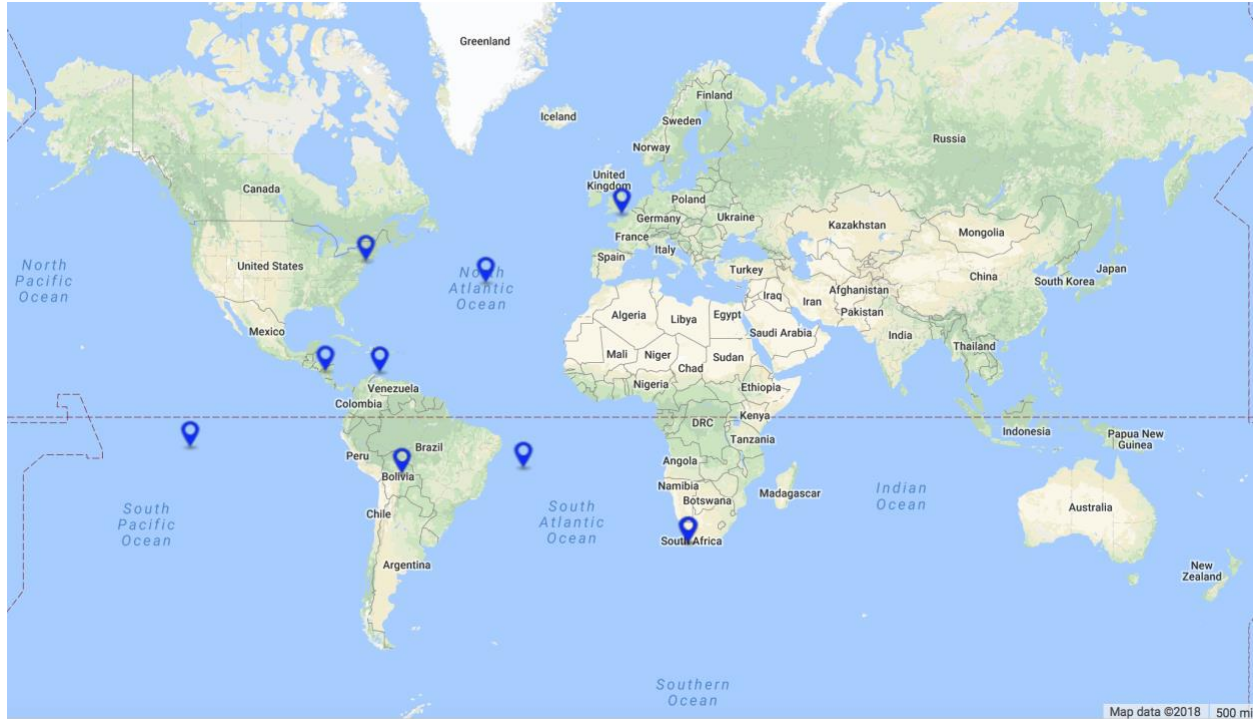 Greenland
Iceland
Finland
Sweden
Norway
Russia
Canada
United
Kingdom
Poland
Germany
Ukraine
France
Kazakhstan
Mongolia
North
Pacific
Ocean
United States
North
Atlantic
Ocean
Spain
Italy
Turkey
China
South Korea
Japan
Iraq
Iran
Afghanistan
Pakistan
Mexico
Algeria
Libya
Egypt
Saudi Arabia
India
Thailand
Mali
Niger
Chad
Sudan
Nigeria
Ethiopia
Venezuela
Colombia
DRC
Kenya
Tanzania
Indonesia
Papua New
Guinea
Peru
Brazil
Bolivia
Angola
Namibia
Botswana
Madagascar
Indian
Ocean
South
Pacific
Ocean
Chile
South
Atlantic
Ocean
South Africa
Australia
Argentina
New
Zealand
Southern
Ocean
Map data ©2018
500 mi